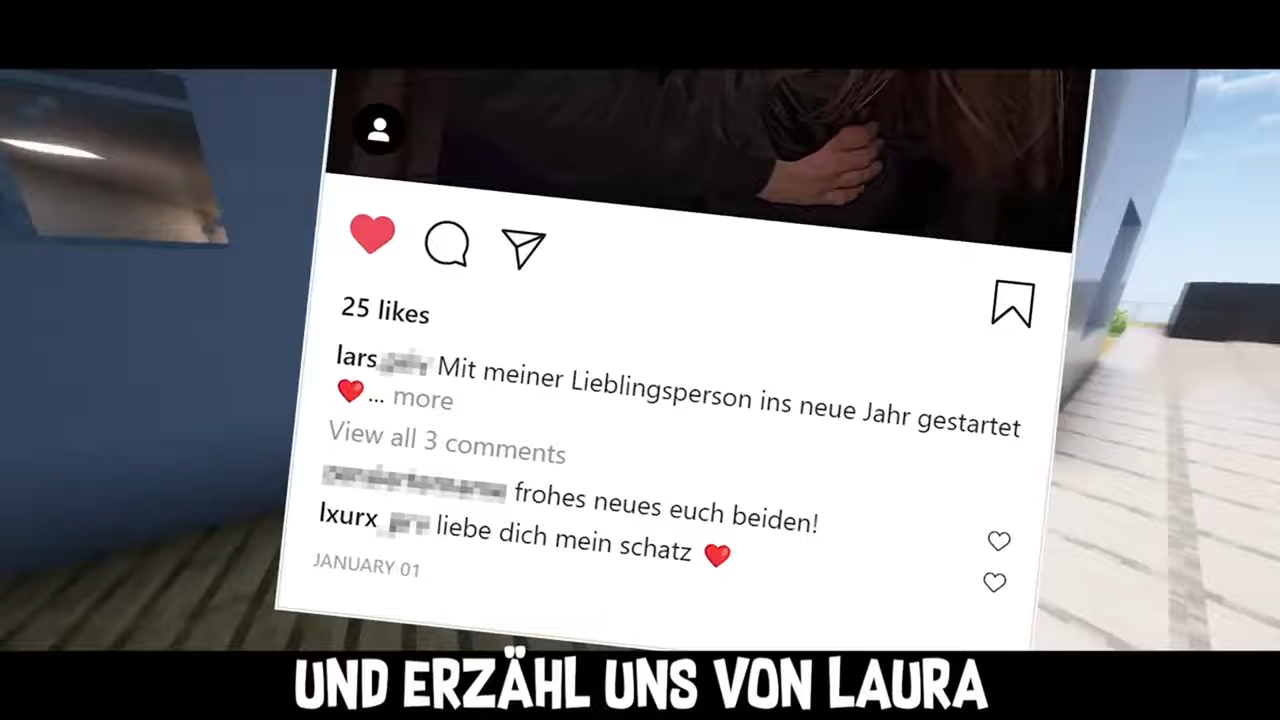 25 likes
lars Mit meiner Lieblingsperson ins neue Jahr gestartet
❤️... more
View all 3 comments
frohes neues euch beiden!
lxurx liebe dich mein schatz ❤️
JANUARY 01
UND ERZÄHL UNS VON LAURA